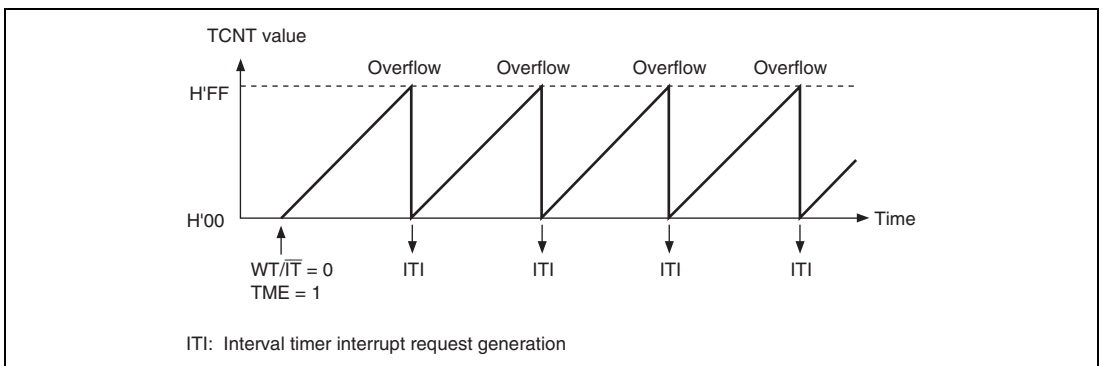 TCNT value
Overflow Overflow Overflow Overflow
H'FF
H'00
Time
WT/I̅T̅ = 0
TME = 1
ITI ITI ITI ITI
ITI: Interval timer interrupt request generation